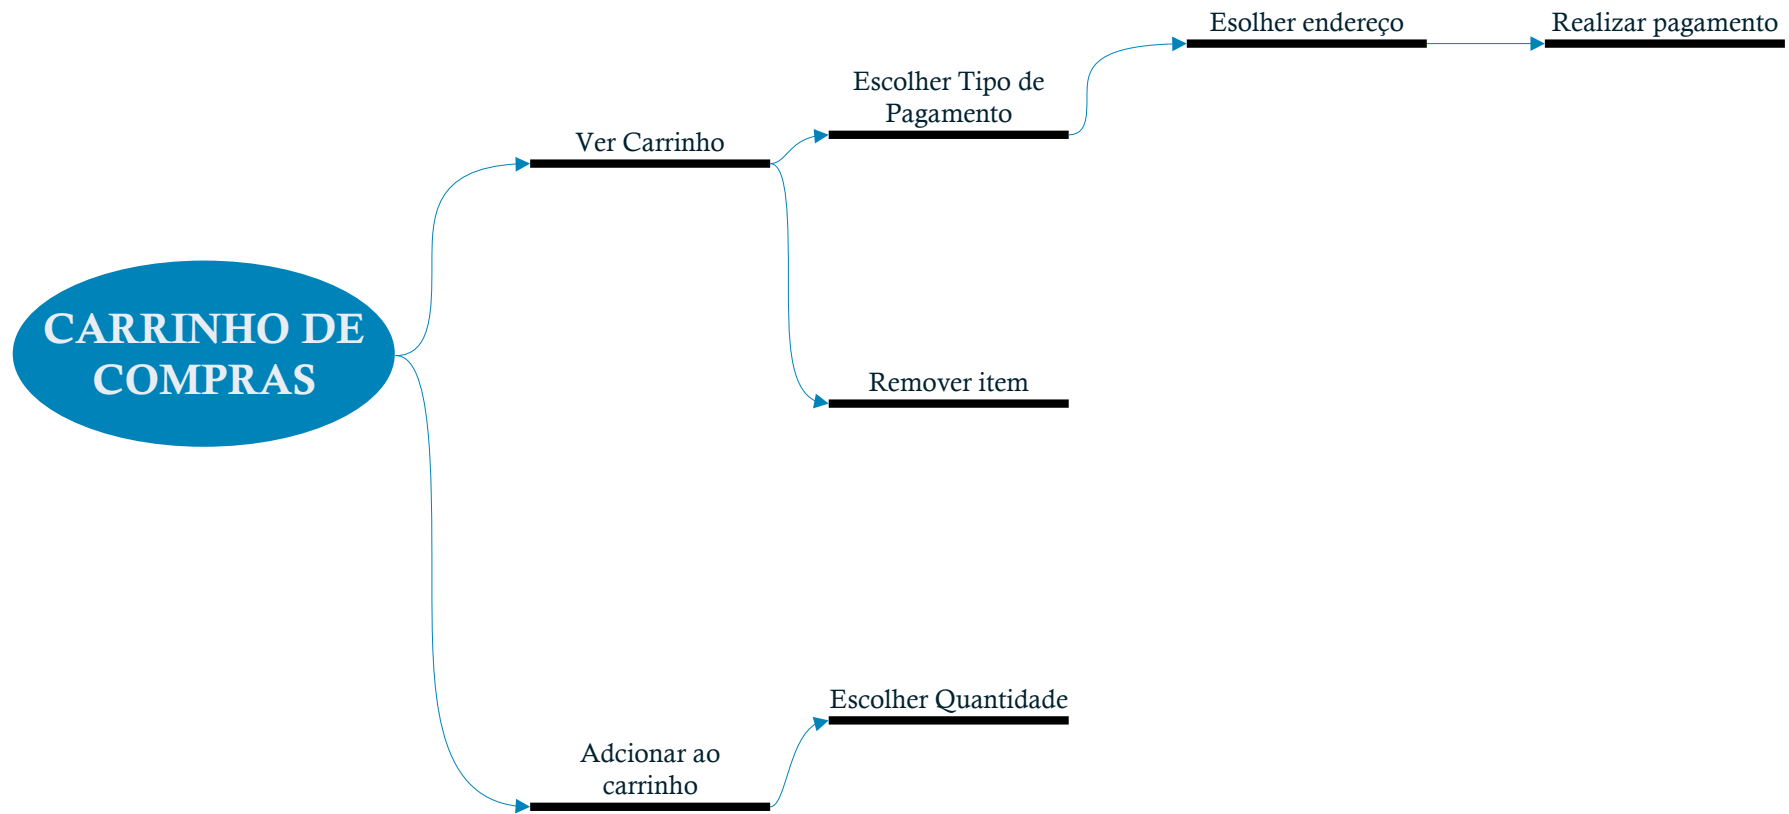 Esolher endereço
Realizar pagamento
Escolher Tipo de
Pagamento
Ver Carrinho
CARRINHO DE
COMPRAS
Remover item
Escolher Quantidade
Adcionar ao
carrinho